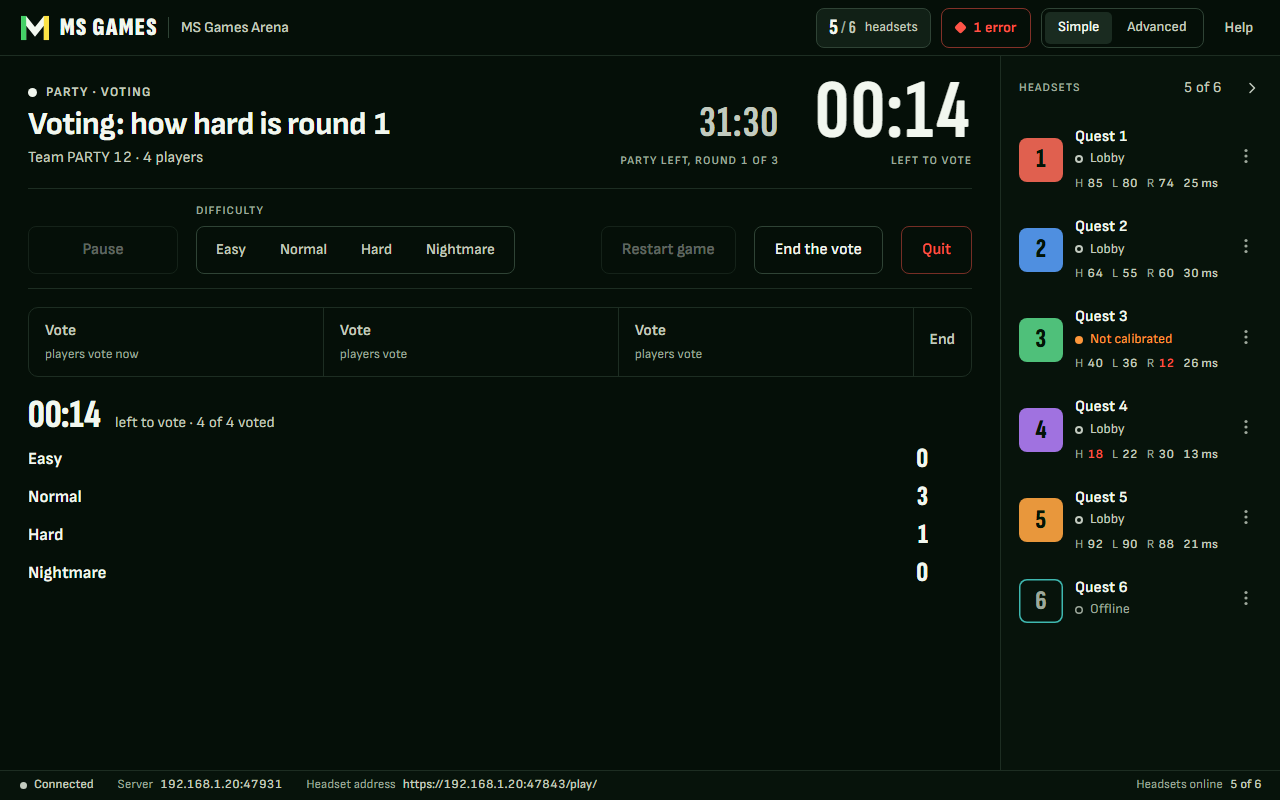 MS GAMES
MS Games Arena
5 / 6 headsets
1 error
Simple
Advanced
Help
PARTY · VOTING
Voting: how hard is round 1
Team PARTY 12 · 4 players
31:30
PARTY LEFT, ROUND 1 OF 3
00:14
LEFT TO VOTE
DIFFICULTY
Pause
Easy
Normal
Hard
Nightmare
Restart game
End the vote
Quit
Vote
players vote now
Vote
players vote
Vote
players vote
End
00:14 left to vote · 4 of 4 voted
Easy 0
Normal 3
Hard 1
Nightmare 0
HEADSETS 5 of 6
1
Quest 1
Lobby
H 85 L 80 R 74 25 ms
2
Quest 2
Lobby
H 64 L 55 R 60 30 ms
3
Quest 3
Not calibrated
H 40 L 36 R 12 26 ms
4
Quest 4
Lobby
H 18 L 22 R 30 13 ms
5
Quest 5
Lobby
H 92 L 90 R 88 21 ms
6
Quest 6
Offline
Connected Server 192.168.1.20:47931 Headset address https://192.168.1.20:47843/play/ Headsets online 5 of 6